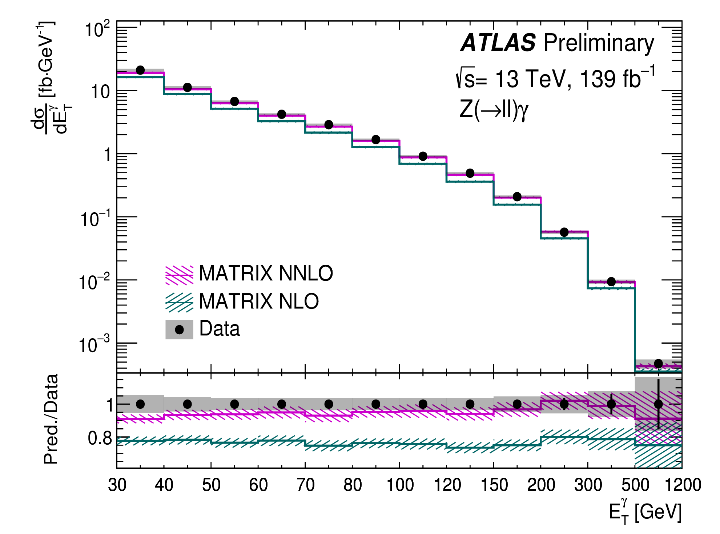 10²
10
1
10⁻¹
10⁻²
10⁻³
dσ/dE_T^γ [fb·GeV⁻¹]
ATLAS Preliminary
√s= 13 TeV, 139 fb⁻¹
Z(→ll)γ
MATRIX NNLO
MATRIX NLO
Data
Pred./Data
1
0.8
30 40 50 60 70 80 100 120 150 200 300 500 1200
E_T^γ [GeV]